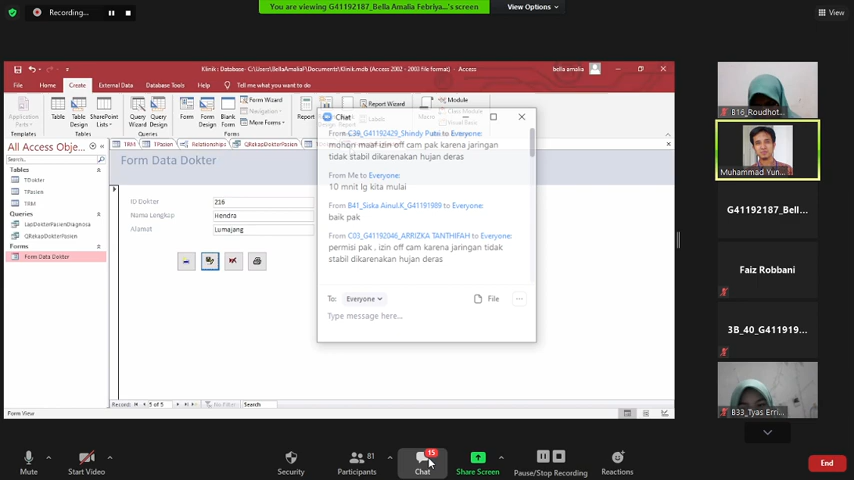 Recording...
You are viewing G41192187_Bella Amalia Febriya...'s screen
View Options
View
Klinik : Database- C:\Users\BellaAmaliaF\Documents\Klinik.mdb (Access 2002 - 2003 file format) - Access
bella amalia
File
Home
Create
External Data
Database Tools
Help
Tell me what you want to do
Application Parts
Table
Table Design
SharePoint Lists
Query Wizard
Query Design
Form
Form Design
Blank Form
Form Wizard
Navigation
More Forms
Report
Report Wizard
Labels
Macro
Module
Class Module
Templates
Tables
Queries
Forms
All Access Obje...
Search...
Tables
TDokter
TPasien
TRM
Queries
LapDokterPasienDiagnosa
QRekapDokterPasien
Forms
Form Data Dokter
TRM
TPasien
Relationships
QRekapDokterPasien
Form Data Dokter
ID Dokter
216
Nama Lengkap
Hendra
Alamat
Lumajang
Record:
5 of 5
No Filter
Search
Form View
Chat
From C39_G41192429_Shindy Putri to Everyone:
mohon maaf izin off cam pak karena jaringan
tidak stabil dikarenakan hujan deras
From Me to Everyone:
10 mnit lg kita mulai
From B41_Siska Ainul.K_G41191989 to Everyone:
baik pak
From C03_G41192046_ARRIZKA TANTHIFAH to Everyone:
permisi pak , izin off cam karena jaringan tidak
stabil dikarenakan hujan deras
To:
Everyone
File
Type message here...
B16_Roudhot...
Muhammad Yun...
G41192187_Bell...
Faiz Robbani
3B_40_G411919...
B33_Tyas Erri...
Mute
Start Video
Security
81
Participants
15
Chat
Share Screen
Pause/Stop Recording
Reactions
End